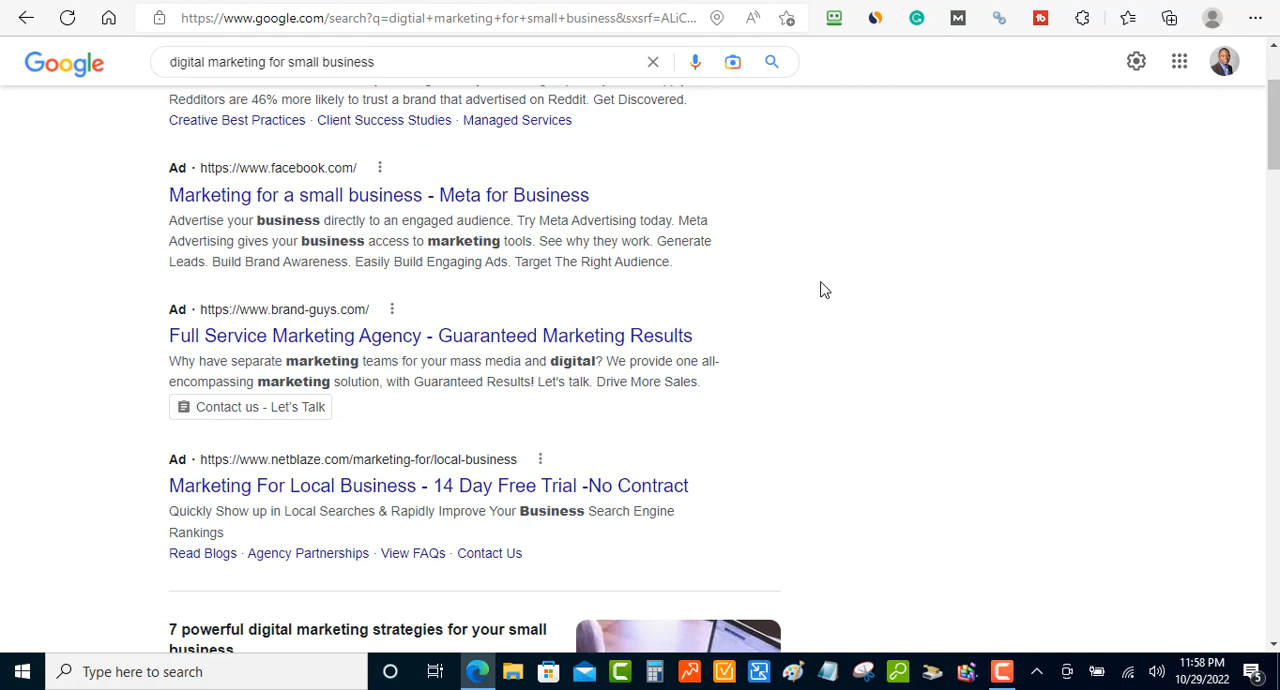 https://www.google.com/search?q=digtial+marketing+for+small+business&sxsrf=ALiC...
Google
digital marketing for small business
Redditors are 46% more likely to trust a brand that advertised on Reddit. Get Discovered.
Creative Best Practices · Client Success Studies · Managed Services
Ad · https://www.facebook.com/
Marketing for a small business - Meta for Business
Advertise your business directly to an engaged audience. Try Meta Advertising today. Meta
Advertising gives your business access to marketing tools. See why they work. Generate
Leads. Build Brand Awareness. Easily Build Engaging Ads. Target The Right Audience.
Ad · https://www.brand-guys.com/
Full Service Marketing Agency - Guaranteed Marketing Results
Why have separate marketing teams for your mass media and digital? We provide one all-
encompassing marketing solution, with Guaranteed Results! Let's talk. Drive More Sales.
Contact us - Let's Talk
Ad · https://www.netblaze.com/marketing-for/local-business
Marketing For Local Business - 14 Day Free Trial -No Contract
Quickly Show up in Local Searches & Rapidly Improve Your Business Search Engine
Rankings
Read Blogs · Agency Partnerships · View FAQs · Contact Us
7 powerful digital marketing strategies for your small
business
Type here to search
11:58 PM
10/29/2022
5